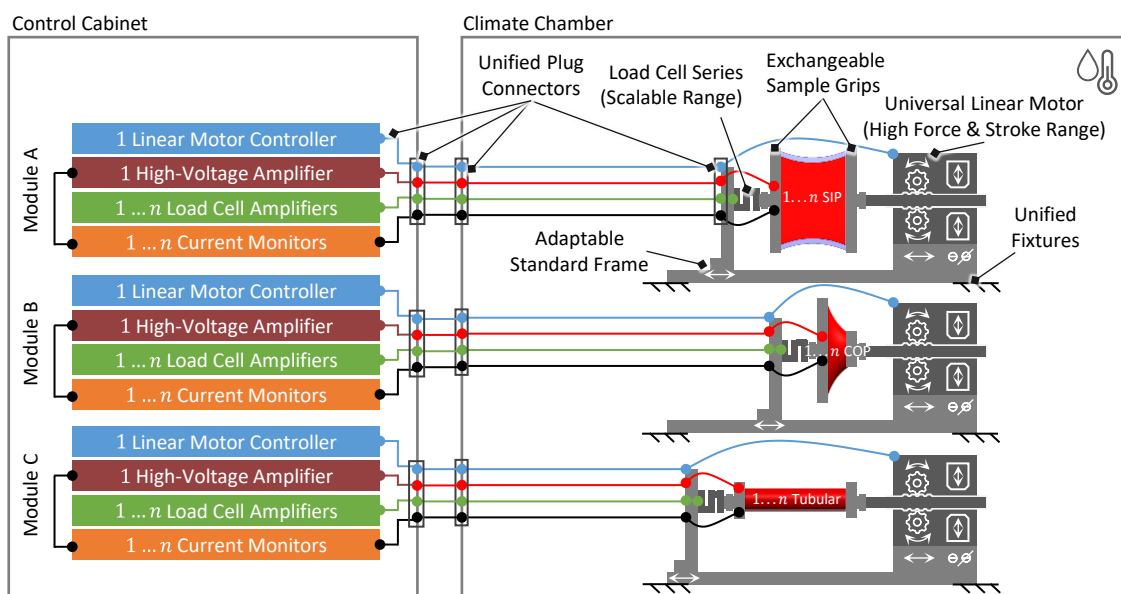 Control Cabinet
Climate Chamber
Unified Plug
Connectors
Load Cell Series
(Scalable Range)
Exchangeable
Sample Grips
Universal Linear Motor
(High Force & Stroke Range)
Module A
1 Linear Motor Controller
1 High-Voltage Amplifier
1 … n Load Cell Amplifiers
1 … n Current Monitors
1…n SIP
Adaptable
Standard Frame
Unified
Fixtures
Module B
1 Linear Motor Controller
1 High-Voltage Amplifier
1 … n Load Cell Amplifiers
1 … n Current Monitors
1…n COP
Module C
1 Linear Motor Controller
1 High-Voltage Amplifier
1 … n Load Cell Amplifiers
1 … n Current Monitors
1…n Tubular